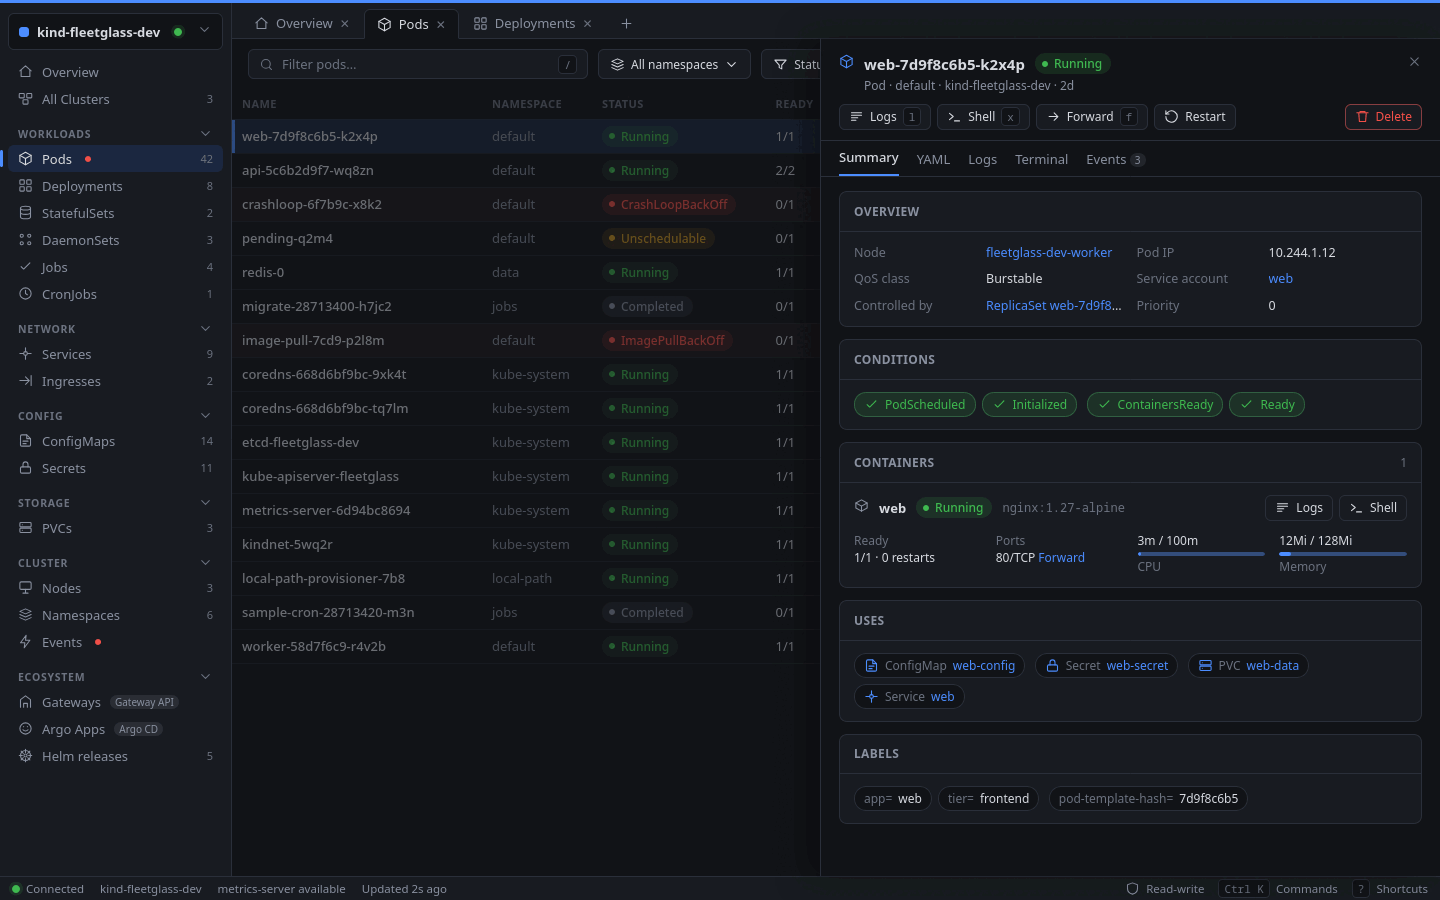 kind-fleetglass-dev
Overview
All Clusters 3
WORKLOADS
Pods 42
Deployments 8
StatefulSets 2
DaemonSets 3
Jobs 4
CronJobs 1
NETWORK
Services 9
Ingresses 2
CONFIG
ConfigMaps 14
Secrets 11
STORAGE
PVCs 3
CLUSTER
Nodes 3
Namespaces 6
Events
ECOSYSTEM
Gateways Gateway API
Argo Apps Argo CD
Helm releases 5
Overview Pods Deployments
Filter pods... / All namespaces Statu
NAME NAMESPACE STATUS READY
web-7d9f8c6b5-k2x4p default Running 1/1
api-5c6b2d9f7-wq8zn default Running 2/2
crashloop-6f7b9c-x8k2 default CrashLoopBackOff 0/1
pending-q2m4 default Unschedulable 0/1
redis-0 data Running 1/1
migrate-28713400-h7jc2 jobs Completed 0/1
image-pull-7cd9-p2l8m default ImagePullBackOff 0/1
coredns-668d6bf9bc-9xk4t kube-system Running 1/1
coredns-668d6bf9bc-tq7lm kube-system Running 1/1
etcd-fleetglass-dev kube-system Running 1/1
kube-apiserver-fleetglass kube-system Running 1/1
metrics-server-6d94bc8694 kube-system Running 1/1
kindnet-5wq2r kube-system Running 1/1
local-path-provisioner-7b8 local-path Running 1/1
sample-cron-28713420-m3n jobs Completed 0/1
worker-58d7f6c9-r4v2b default Running 1/1
web-7d9f8c6b5-k2x4p Running
Pod · default · kind-fleetglass-dev · 2d
Logs l Shell x Forward f Restart Delete
Summary YAML Logs Terminal Events 3
OVERVIEW
Node fleetglass-dev-worker Pod IP 10.244.1.12
QoS class Burstable Service account web
Controlled by ReplicaSet web-7d9f8... Priority 0
CONDITIONS
PodScheduled Initialized ContainersReady Ready
CONTAINERS 1
web Running nginx:1.27-alpine Logs Shell
Ready Ports 3m / 100m 12Mi / 128Mi
1/1 · 0 restarts 80/TCP Forward CPU Memory
USES
ConfigMap web-config Secret web-secret PVC web-data
Service web
LABELS
app= web tier= frontend pod-template-hash= 7d9f8c6b5
Connected kind-fleetglass-dev metrics-server available Updated 2s ago Read-write Ctrl K Commands ? Shortcuts